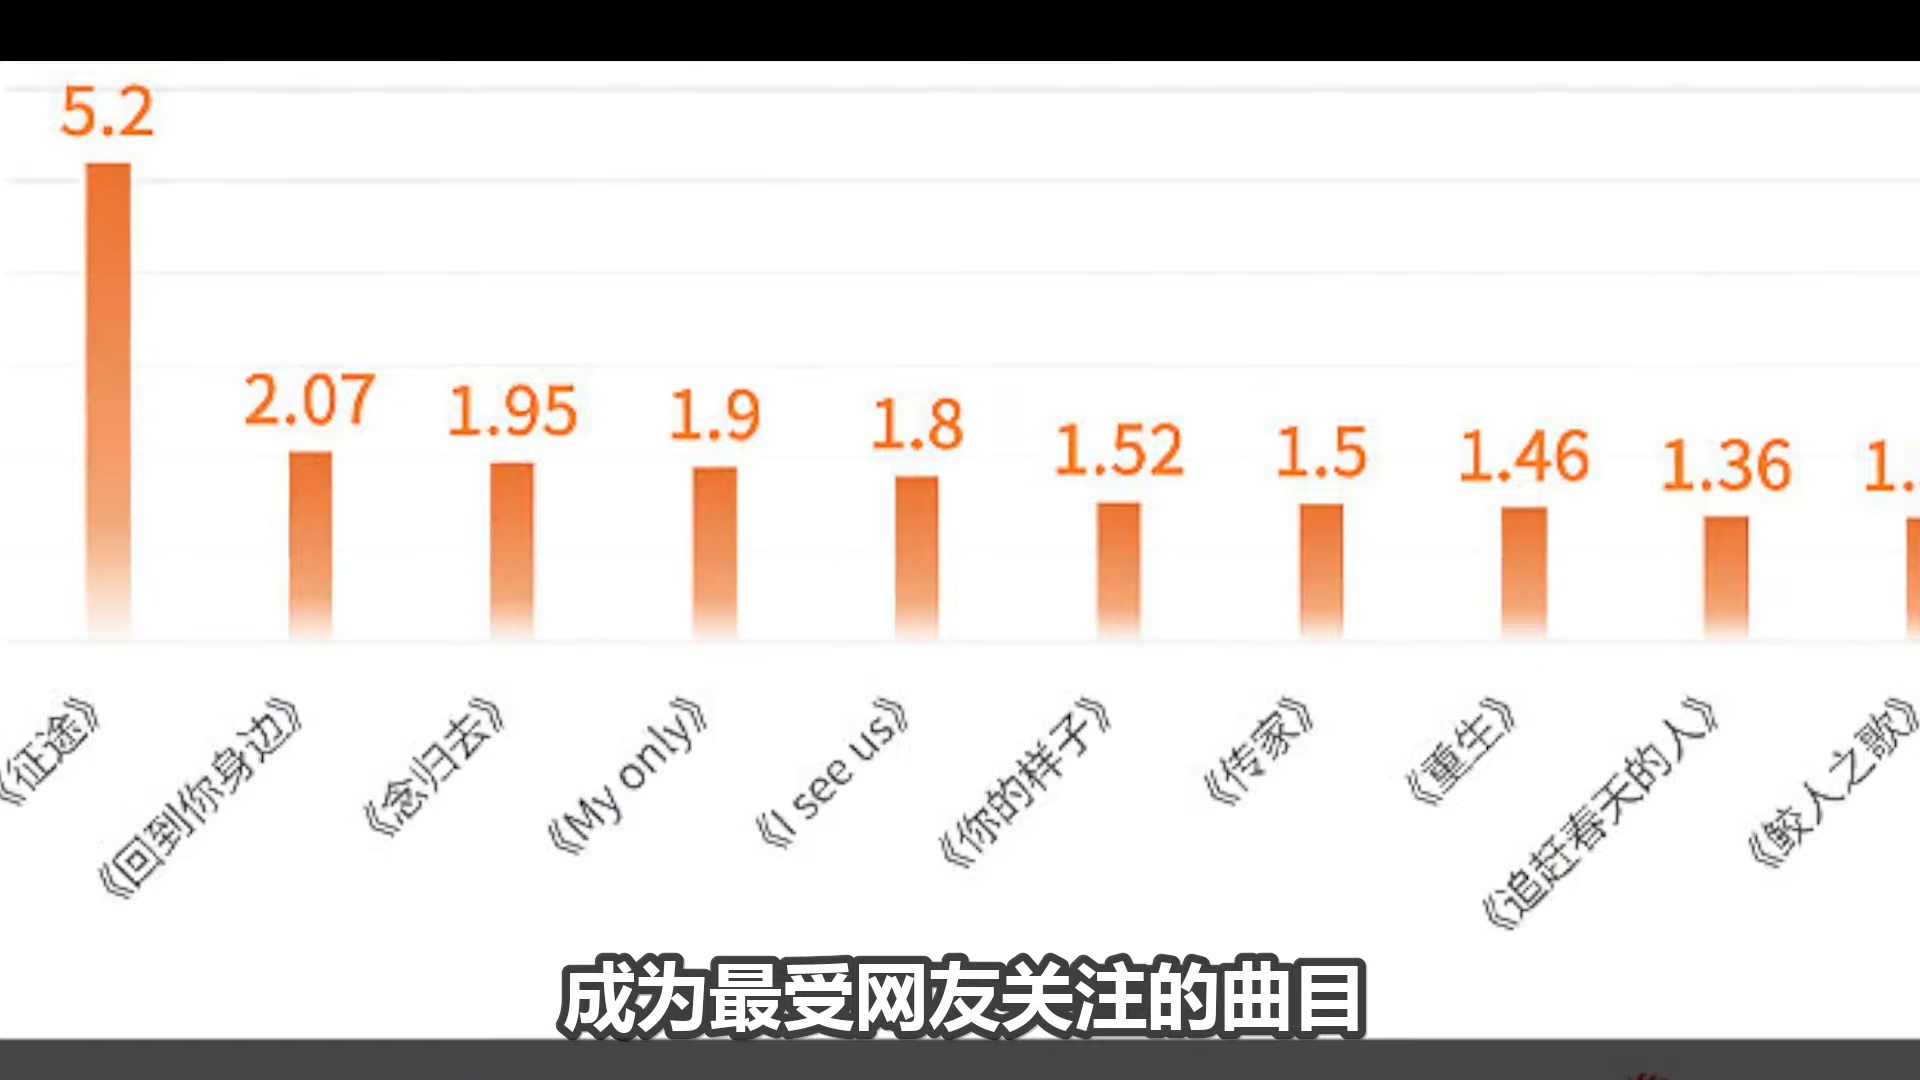 5.2
2.07
1.95
1.9
1.8
1.52
1.5
1.46
1.36
1.
《征途》
《回到你身边》
《念归去》
《My only》
《I see us》
《你的样子》
《传家》
《重生》
《追赶春天的人》
《鲛人之歌》
成为最受网友关注的曲目